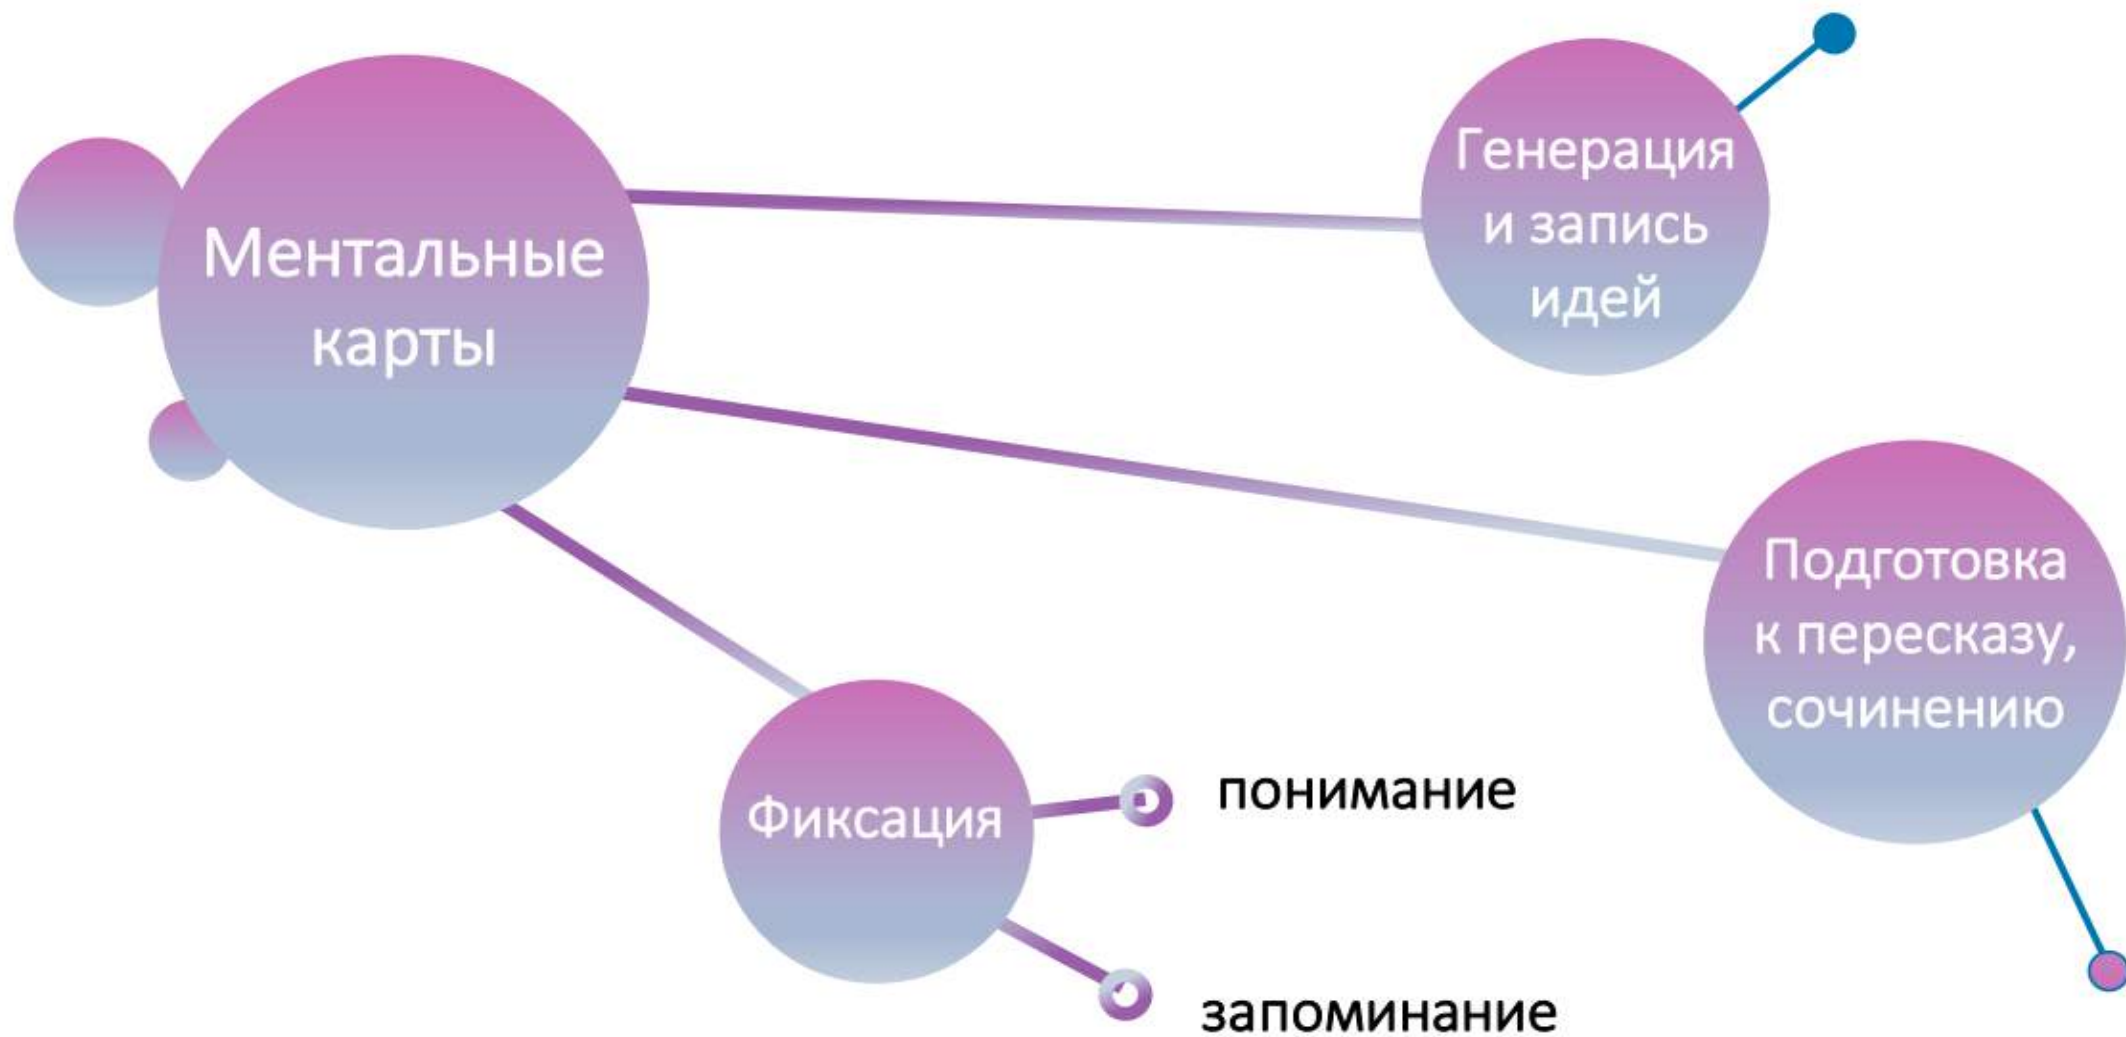 Ментальные
карты
Генерация
и запись
идей
Подготовка
к пересказу,
сочинению
Фиксация
понимание
запоминание